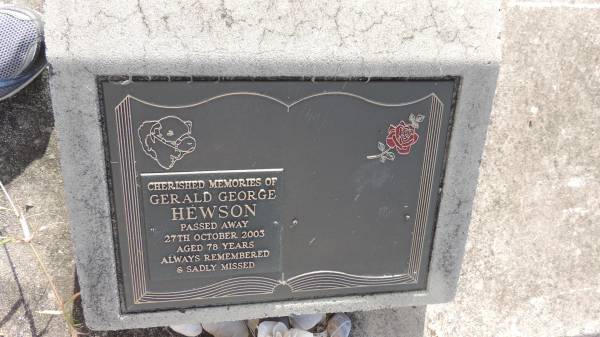 CHERISHED MEMORIES OF
GERALD GEORGE
HEWSON
PASSED AWAY
27TH OCTOBER 2003
AGED 78 YEARS
ALWAYS REMEMBERED
& SADLY MISSED